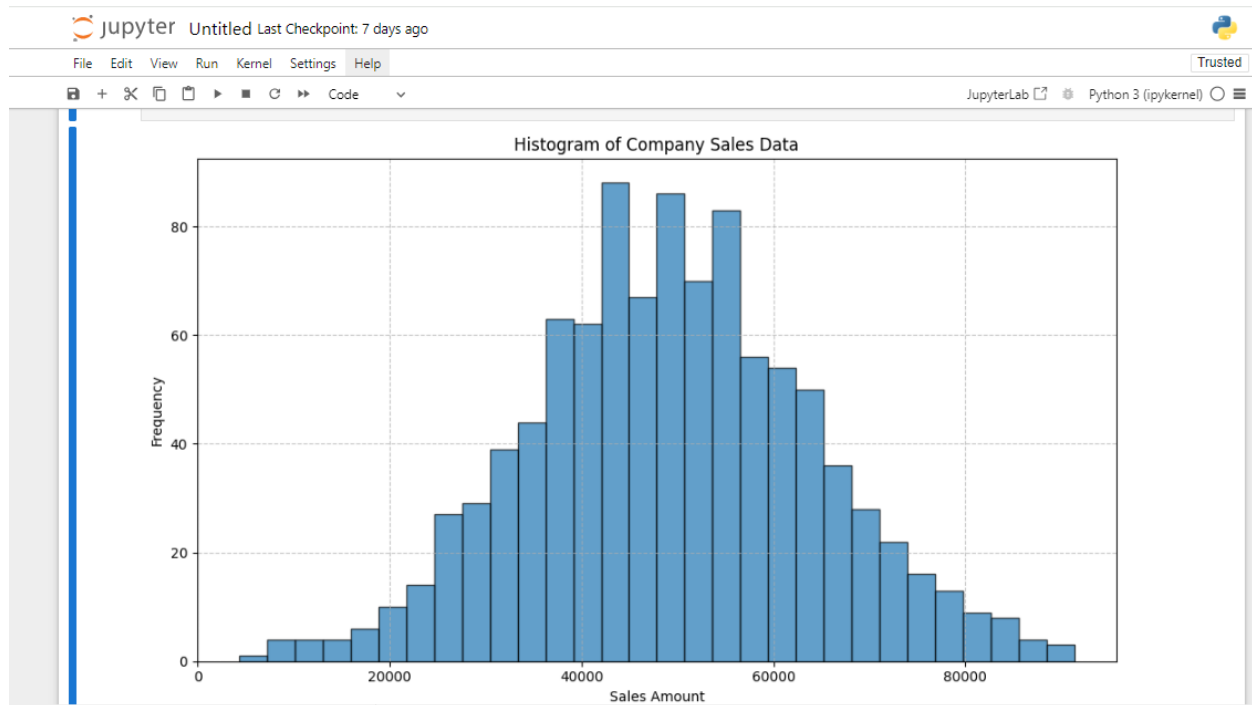 jupyter Untitled Last Checkpoint: 7 days ago
File Edit View Run Kernel Settings Help Trusted
Code JupyterLab Python 3 (ipykernel)
Histogram of Company Sales Data
80
60
40
20
0
Frequency
0 20000 40000 60000 80000
Sales Amount